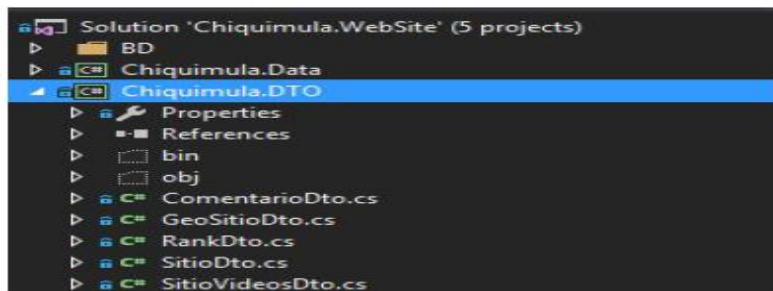 Solution 'Chiquimula.WebSite' (5 projects)
BD
C# Chiquimula.Data
C# Chiquimula.DTO
Properties
References
bin
obj
C# ComentarioDto.cs
C# GeoSitioDto.cs
C# RankDto.cs
C# SitioDto.cs
C# SitioVideosDto.cs